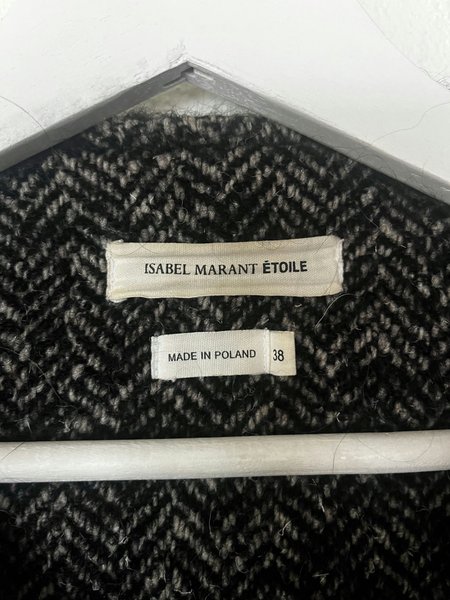 ISABEL MARANT ÉTOILE
MADE IN POLAND 38